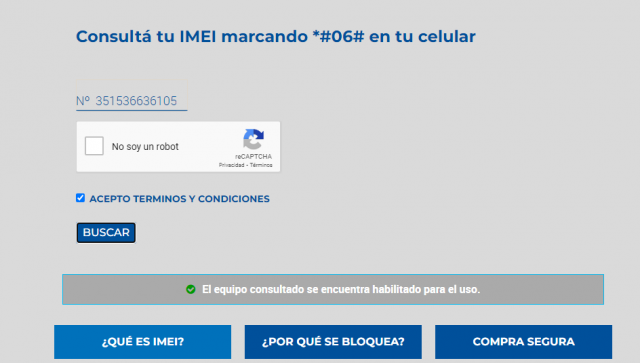 Consultá tu IMEI marcando *#06# en tu celular
Nº 351536636105
No soy un robot
reCAPTCHA
Privacidad - Términos
ACEPTO TERMINOS Y CONDICIONES
BUSCAR
El equipo consultado se encuentra habilitado para el uso.
¿QUÉ ES IMEI?
¿POR QUÉ SE BLOQUEA?
COMPRA SEGURA